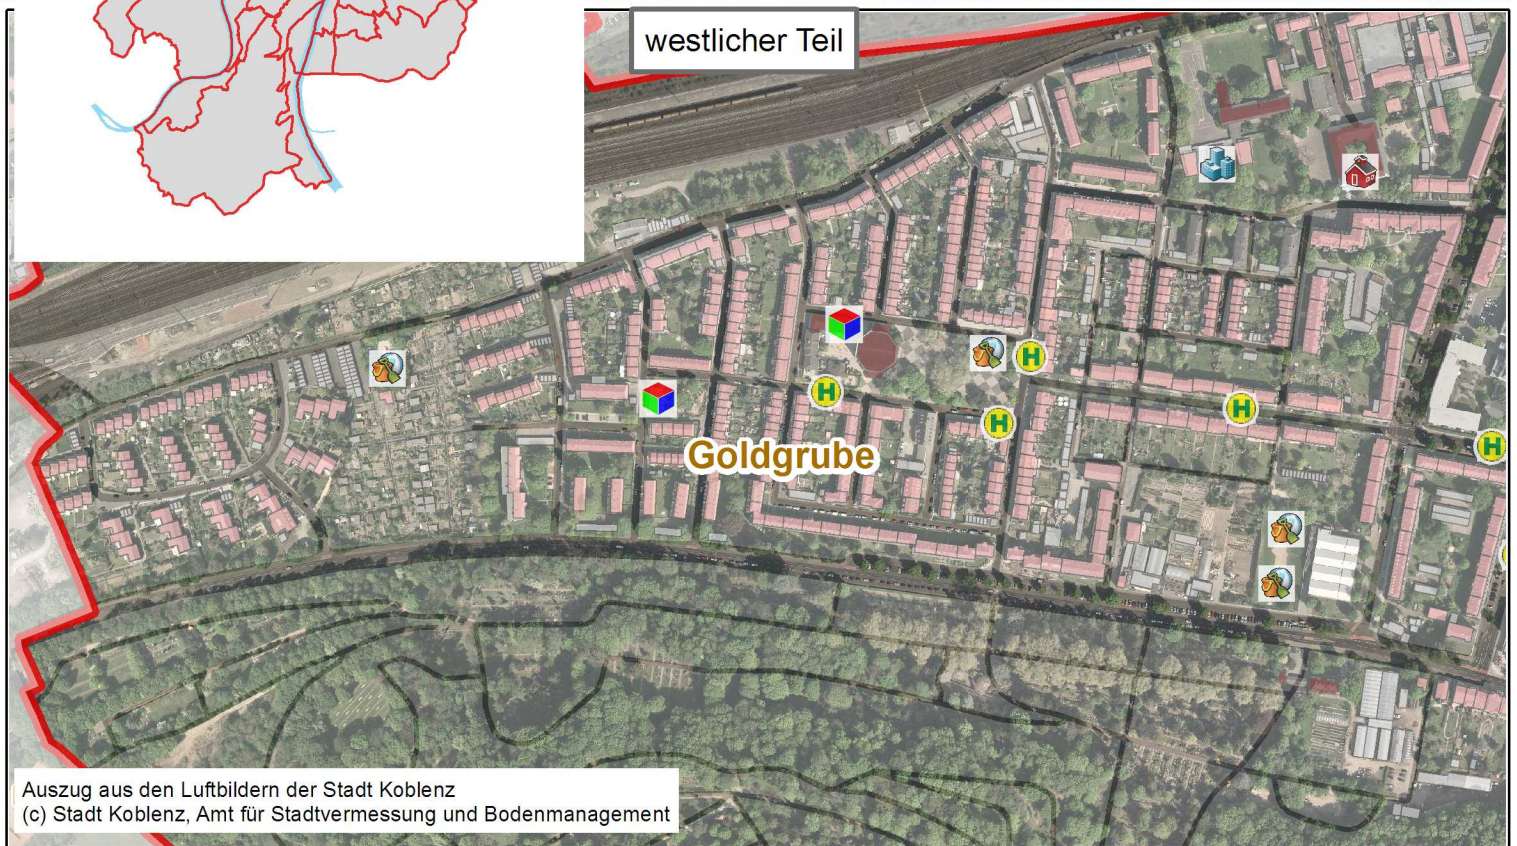 westlicher Teil
H
H
H
H
H
Goldgrube
Auszug aus den Luftbildern der Stadt Koblenz
(c) Stadt Koblenz, Amt für Stadtvermessung und Bodenmanagement